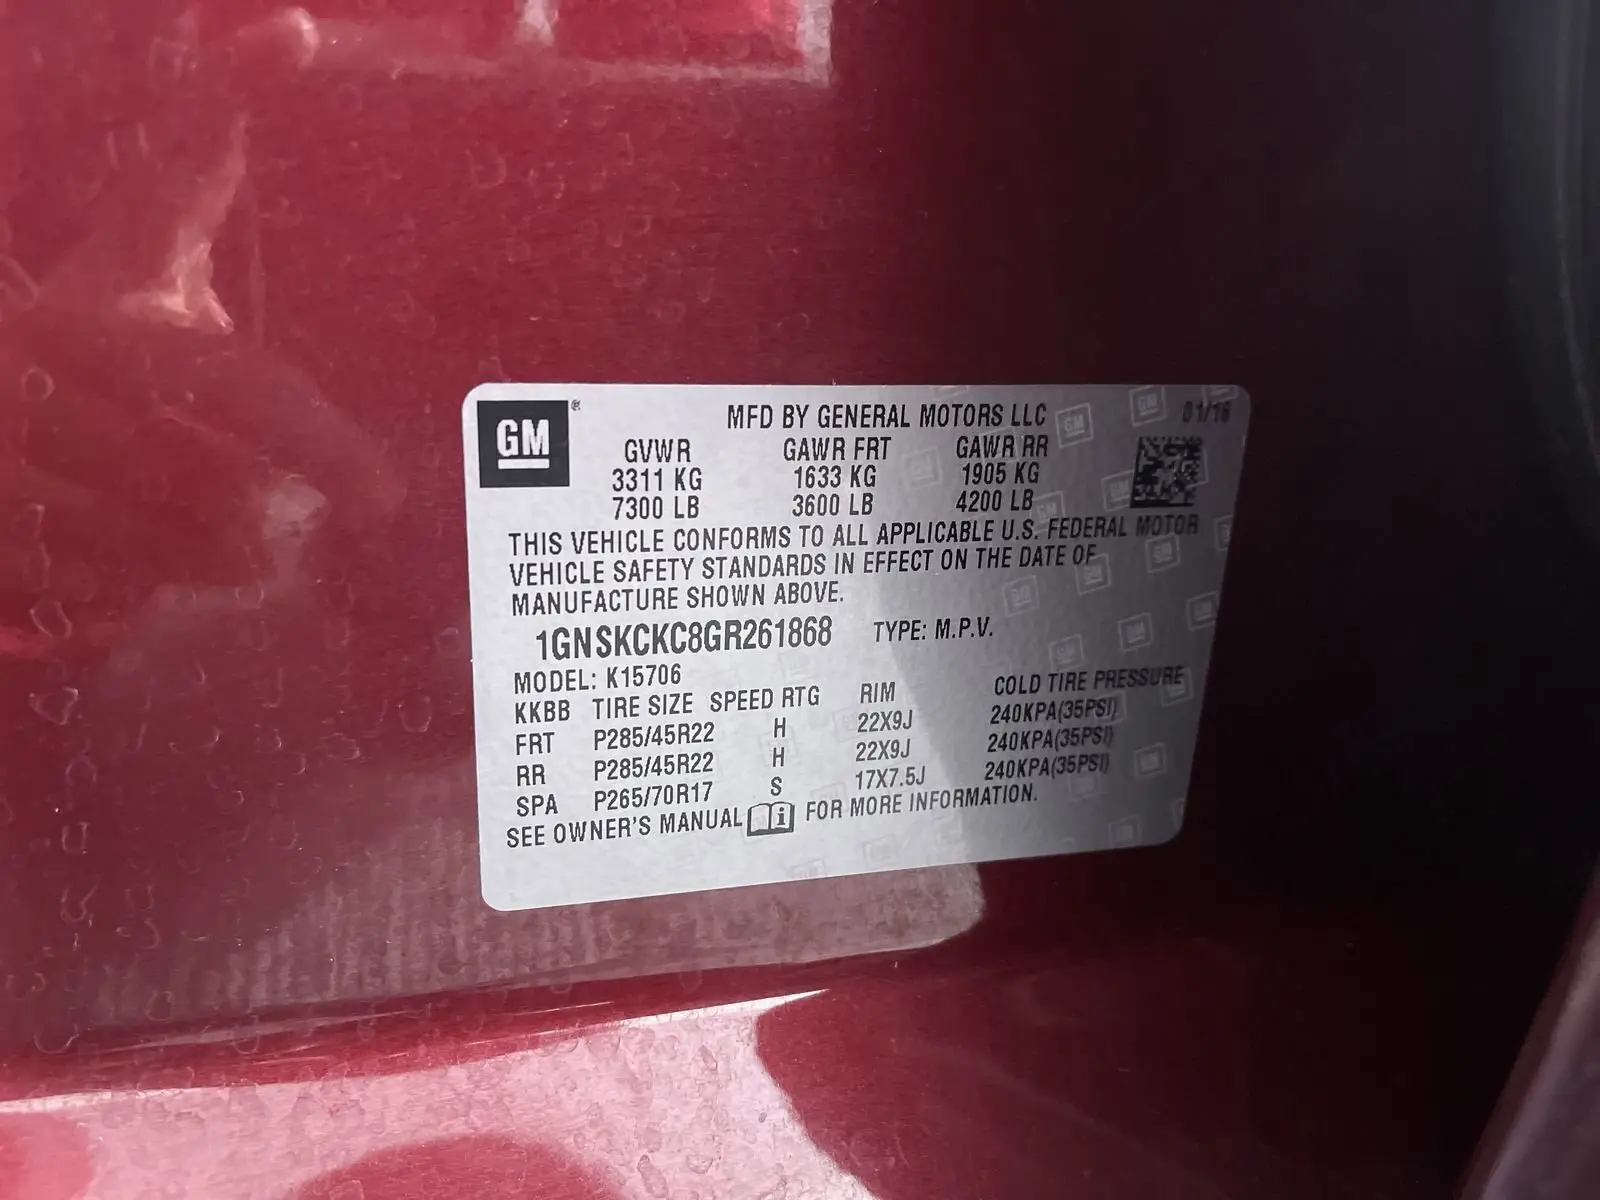 GM®
MFD BY GENERAL MOTORS LLC 01/16
GVWR GAWR FRT GAWR RR
3311 KG 1633 KG 1905 KG
7300 LB 3600 LB 4200 LB
THIS VEHICLE CONFORMS TO ALL APPLICABLE U.S. FEDERAL MOTOR
VEHICLE SAFETY STANDARDS IN EFFECT ON THE DATE OF
MANUFACTURE SHOWN ABOVE.
1GNSKCKC8GR261868 TYPE: M.P.V.
MODEL: K15706
KKBB TIRE SIZE SPEED RTG RIM COLD TIRE PRESSURE
FRT P285/45R22 H 22X9J 240KPA(35PSI)
RR P285/45R22 H 22X9J 240KPA(35PSI)
SPA P265/70R17 S 17X7.5J 240KPA(35PSI)
SEE OWNER'S MANUAL i FOR MORE INFORMATION.